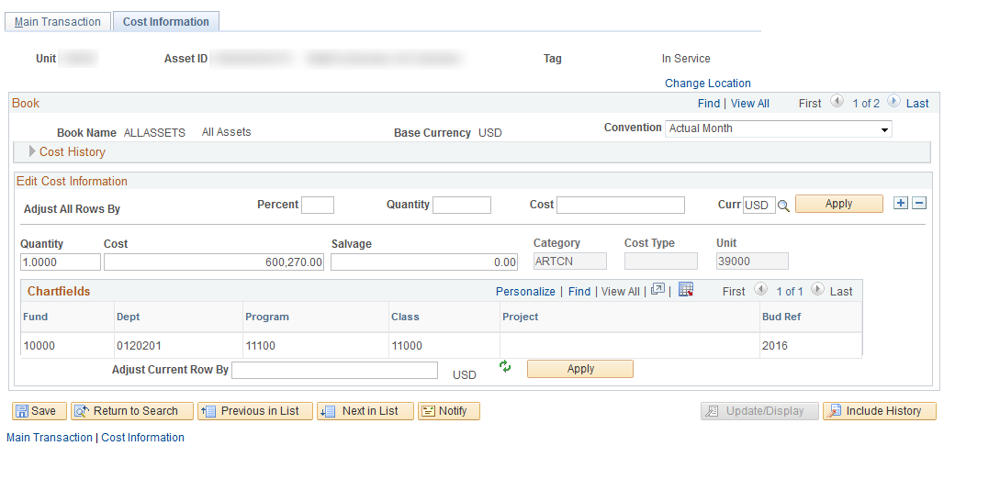 Main Transaction Cost Information
Unit Asset ID Tag In Service
Change Location
Book Find | View All First 1 of 2 Last
Book Name ALLASSETS All Assets Base Currency USD Convention Actual Month
Cost History
Edit Cost Information
Adjust All Rows By Percent Quantity Cost Curr USD Apply
Quantity Cost Salvage Category Cost Type Unit
1.0000 600,270.00 0.00 ARTCN 39000
Chartfields Personalize | Find | View All | | First 1 of 1 Last
Fund Dept Program Class Project Bud Ref
10000 0120201 11100 11000 2016
Adjust Current Row By USD Apply
Save Return to Search Previous in List Next in List Notify Update/Display Include History
Main Transaction | Cost Information